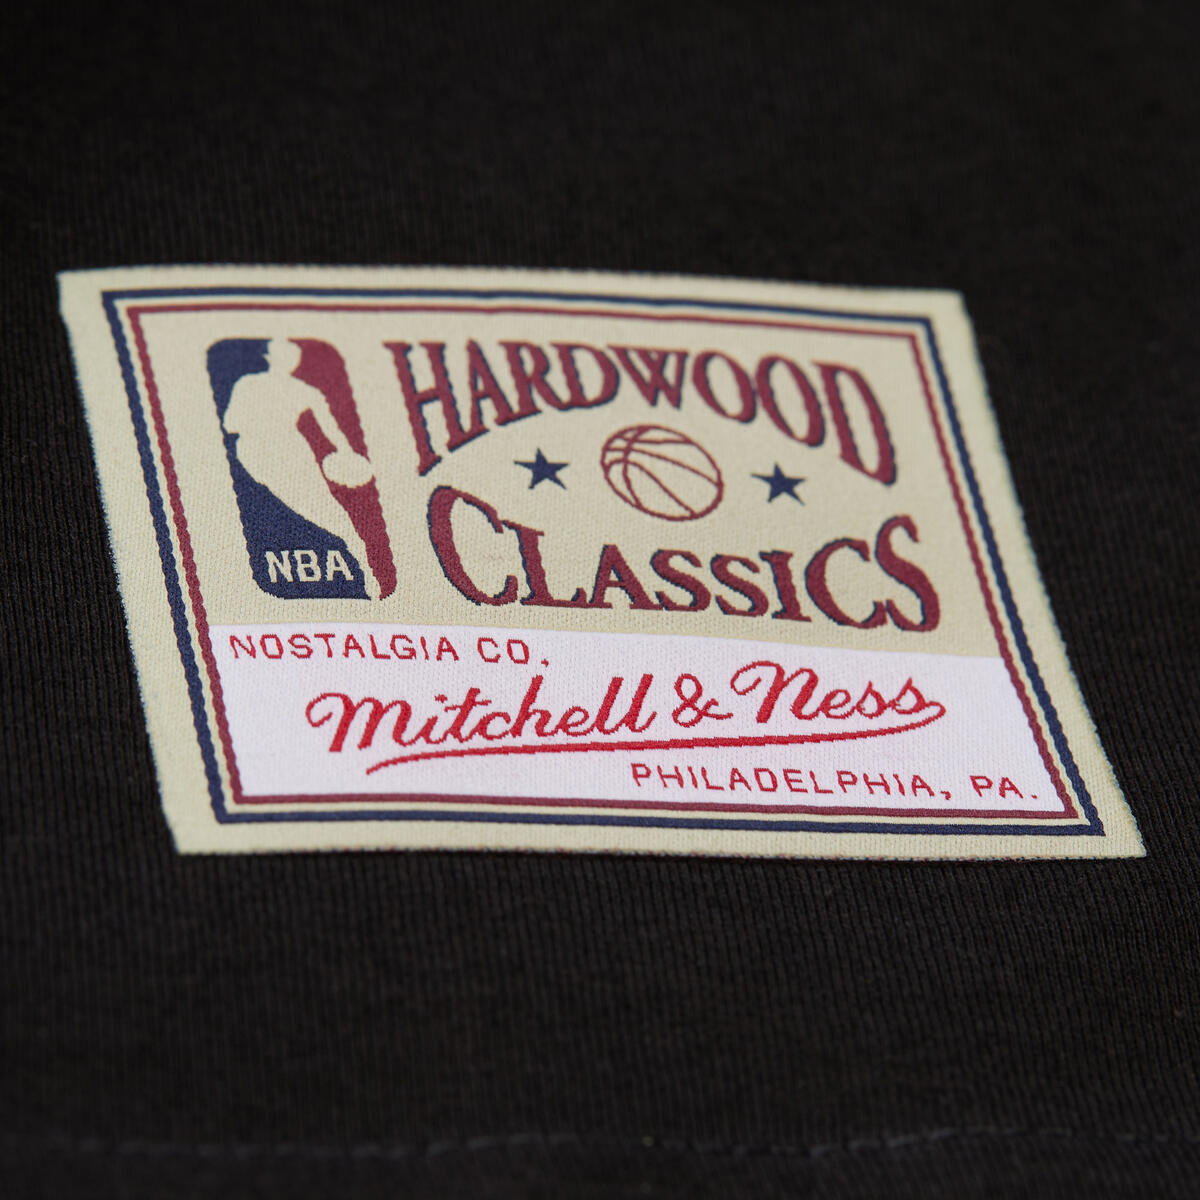 HARDWOOD
CLASSICS
NBA
NOSTALGIA CO.
Mitchell & Ness
PHILADELPHIA, PA.